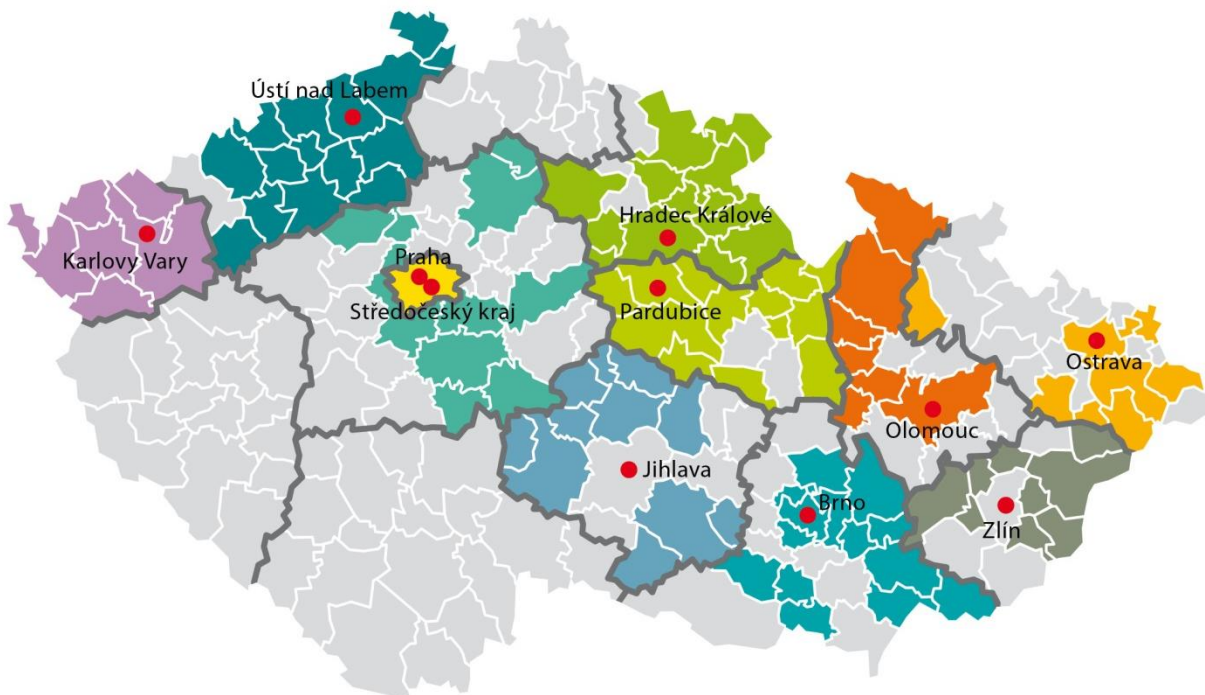 Ústí nad Labem
Hradec Králové
Karlovy Vary
Praha
Středočeský kraj
Pardubice
Ostrava
Olomouc
Jihlava
Brno
Zlín